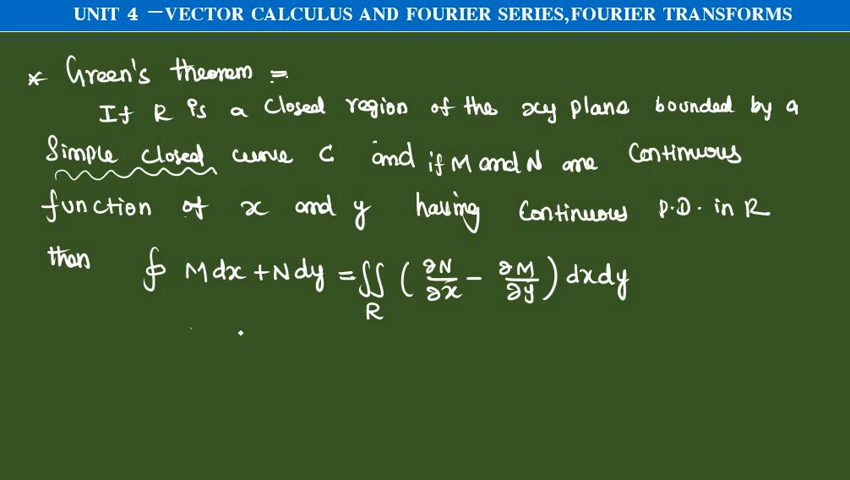 UNIT 4 —VECTOR CALCULUS AND FOURIER SERIES,FOURIER TRANSFORMS
* Green's theorem =
If R is a closed region of the xy plane bounded by a
Simple closed curve C and if M and N are continuous
function of x and y having continuous P.D. in R
then ∮ Mdx + Ndy = ∬_R (∂N/∂x − ∂M/∂y) dxdy